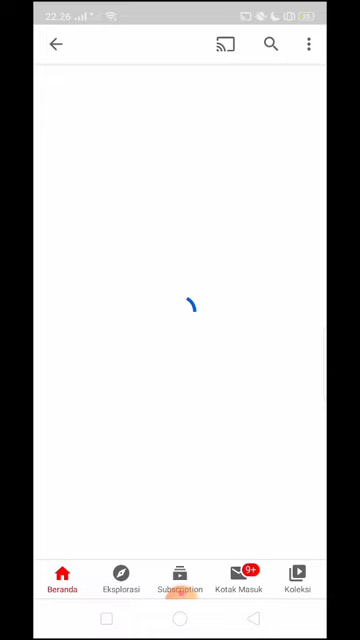 22.26
9+
Beranda
Eksplorasi
Subscription
Kotak Masuk
Koleksi